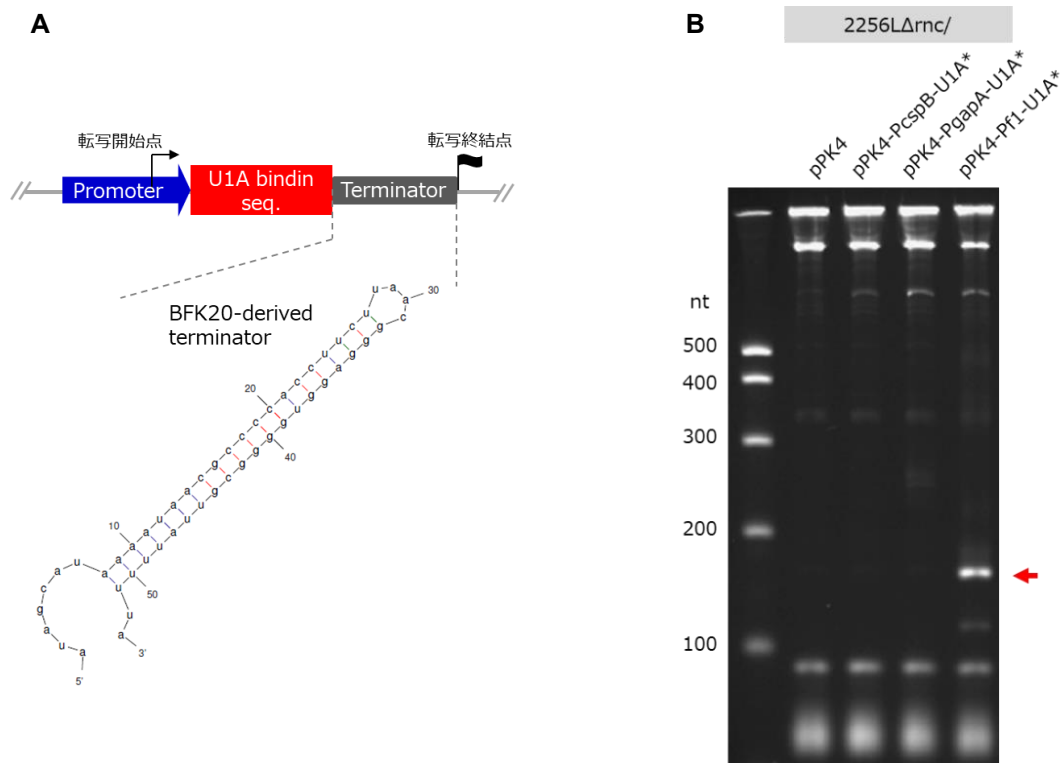 A
転写開始点
転写終結点
Promoter
U1A bindin
seq.
Terminator
BFK20-derived
terminator
10
20
30
40
50
5'
3'
a u a g c a u a a a a u a a c g c c c c a c c u u c u u a a c g g g a g g u g g g g c g u u a u u u u u a
B
2256LΔrnc/
pPK4
pPK4-PcspB-U1A*
pPK4-PgapA-U1A*
pPK4-Pf1-U1A*
nt
500
400
300
200
100